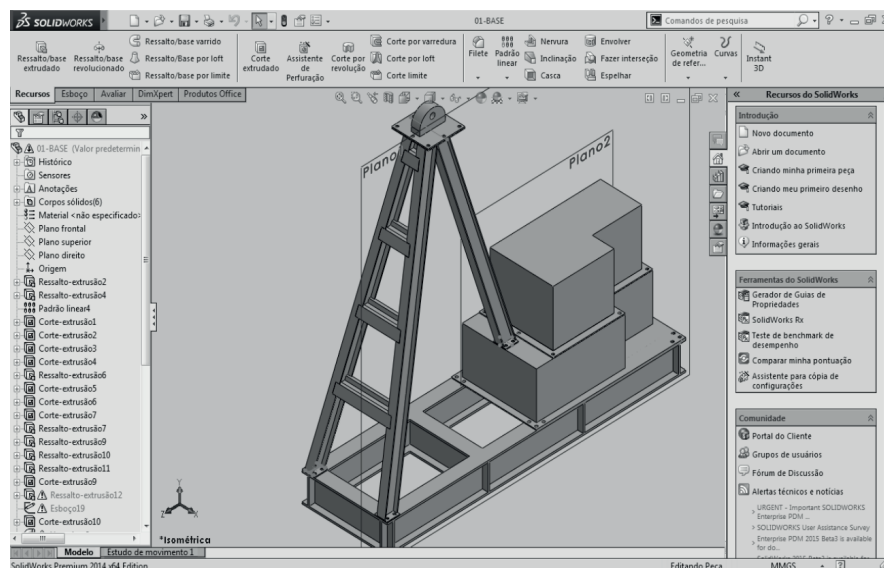 SOLIDWORKS
01-BASE
Comandos de pesquisa
Ressalto/base extrudado
Ressalto/base revolucionado
Ressalto/base varrido
Ressalto/base por loft
Ressalto/base por limite
Corte extrudado
Assistente de Perfuração
Corte por revolução
Corte por varredura
Corte por loft
Corte limite
Filete
Padrão linear
Nervura
Inclinação
Casca
Envolver
Fazer interseção
Espelhar
Geometria de refer...
Curvas
Instant 3D
Recursos
Esboço
Avaliar
DimXpert
Produtos Office
01-BASE (Valor predetermin
Histórico
Sensores
Anotações
Corpos sólidos(6)
Material <não especificado>
Plano frontal
Plano superior
Plano direito
Origem
Ressalto-extrusão2
Ressalto-extrusão4
Padrão linear4
Corte-extrusão1
Corte-extrusão2
Corte-extrusão3
Corte-extrusão4
Ressalto-extrusão6
Corte-extrusão5
Corte-extrusão6
Corte-extrusão7
Ressalto-extrusão7
Ressalto-extrusão9
Ressalto-extrusão10
Ressalto-extrusão11
Corte-extrusão9
Ressalto-extrusão12
Esboço19
Corte-extrusão10
Plano
Plano2
Y
Z
X
*Isométrica
Modelo
Estudo de movimento 1
SolidWorks Premium 2014 x64 Edition
Editando Peça
MMGS
Recursos do SolidWorks
Introdução
Novo documento
Abrir um documento
Criando minha primeira peça
Criando meu primeiro desenho
Tutoriais
Introdução ao SolidWorks
Informações gerais
Ferramentas do SolidWorks
Gerador de Guias de
Propriedades
SolidWorks Rx
Teste de benchmark de
desempenho
Comparar minha pontuação
Assistente para cópia de
configurações
Comunidade
Portal do Cliente
Grupos de usuários
Fórum de Discussão
Alertas técnicos e notícias
URGENT - Important SOLIDWORKS
Enterprise PDM ...
SOLIDWORKS User Assistance Survey
Enterprise PDM 2015 Beta3 is available
for do...